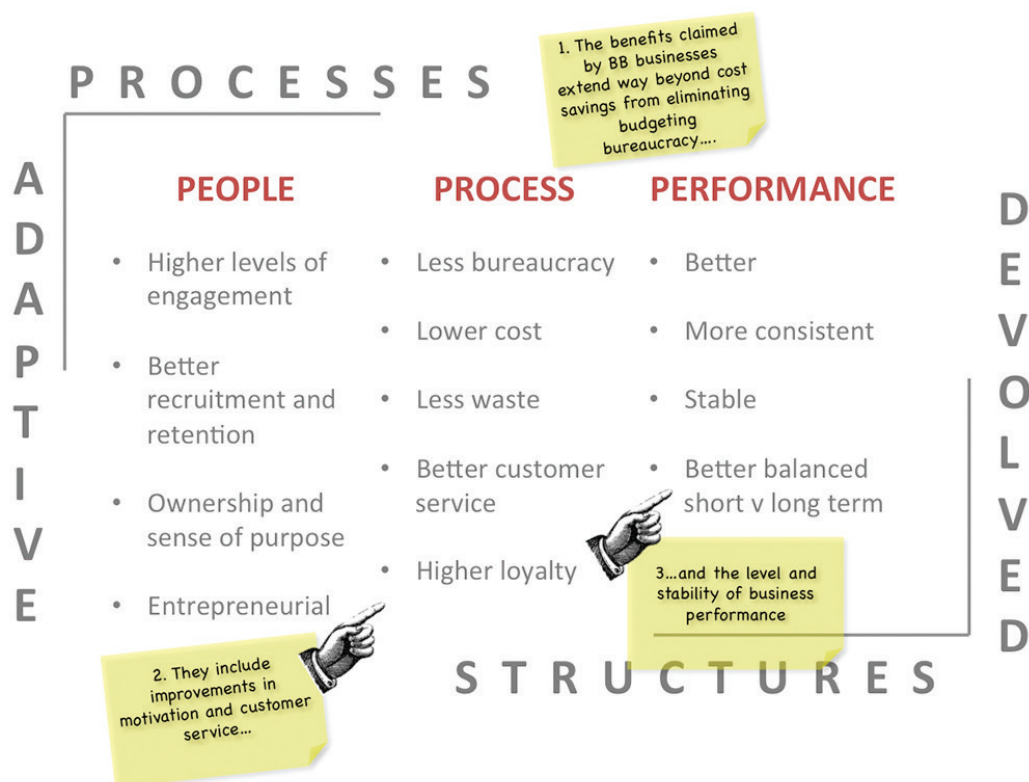 1. The benefits claimed
by BB businesses
extend way beyond cost
savings from eliminating
budgeting
bureaucracy....
PROCESSES
ADAPTIVE
PEOPLE
• Higher levels of
engagement
• Better
recruitment and
retention
• Ownership and
sense of purpose
• Entrepreneurial
PROCESS
• Less bureaucracy
• Lower cost
• Less waste
• Better customer
service
• Higher loyalty
PERFORMANCE
• Better
• More consistent
• Stable
• Better balanced
short v long term
DEVOLVED
2. They include
improvements in
motivation and customer
service...
3...and the level and
stability of business
performance
STRUCTURES